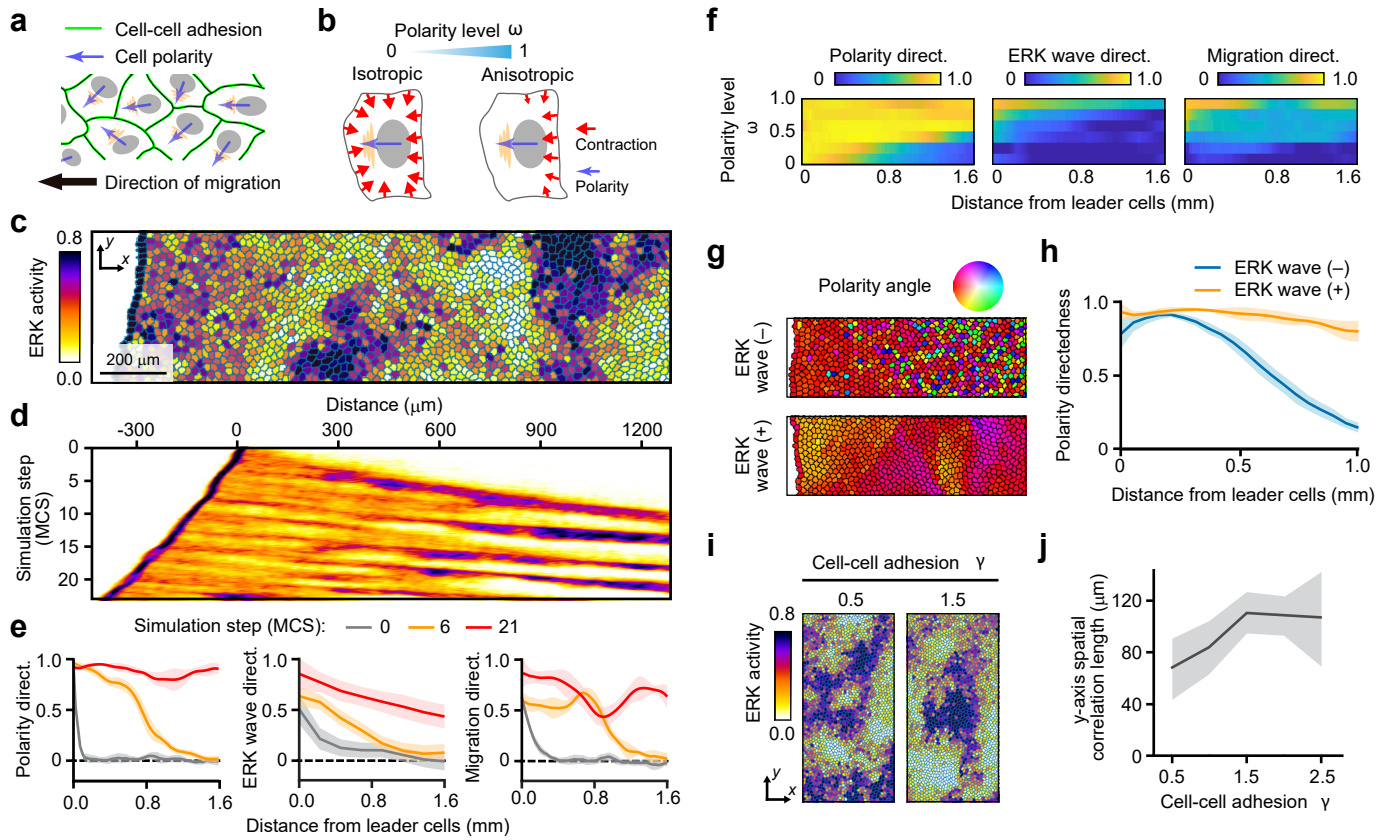 a
Cell-cell adhesion
Cell polarity
Direction of migration
b
Polarity level ω
0 1
Isotropic Anisotropic
Contraction
Polarity
c
0.8
ERK activity
0.0
y
x
200 μm
d
Distance (μm)
-300 0 300 600 900 1200
Simulation step
(MCS)
0
5
10
15
20
e
Simulation step (MCS): 0 6 21
Polarity direct.
1.0
0
0.0 0.8 1.6
ERK wave direct.
1.0
0
0.0 0.8 1.6
Migration direct.
1.0
0
0.0 0.8 1.6
Distance from leader cells (mm)
f
Polarity direct. ERK wave direct. Migration direct.
0 1.0 0 1.0 0 1.0
Polarity level
ω
1.0
0.5
0
0 0.8 1.6 0 0.8 1.6 0 0.8 1.6
Distance from leader cells (mm)
g
Polarity angle
ERK
wave (–)
ERK
wave (+)
h
ERK wave (–)
ERK wave (+)
Polarity directedness
1.0
0.5
0
0 0.5 1.0
Distance from leader cells (mm)
i
Cell-cell adhesion γ
0.5 1.5
0.8
ERK activity
0.0
y
x
j
y-axis spatial
correlation length (μm)
120
80
40
0
0.5 1.5 2.5
Cell-cell adhesion γ